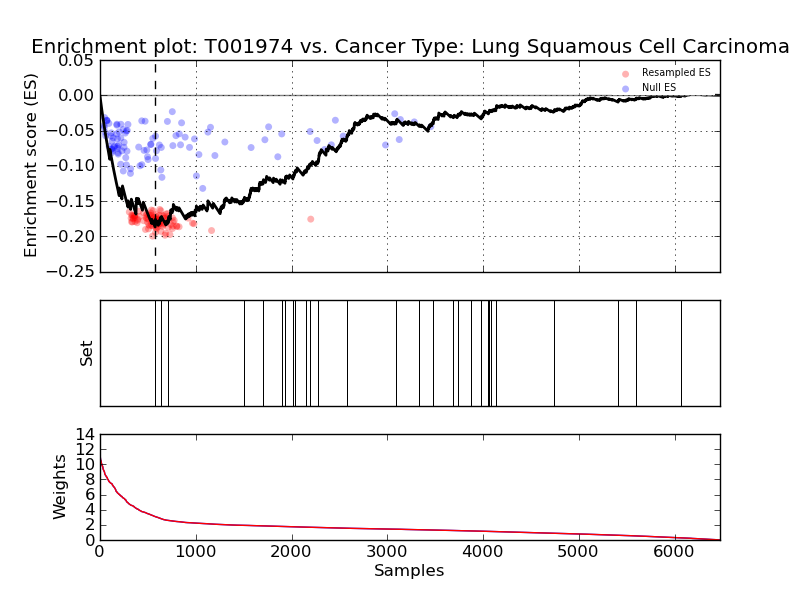 Enrichment plot: T001974 vs. Cancer Type: Lung Squamous Cell Carcinoma
0.05
0.00
−0.05
−0.10
−0.15
−0.20
−0.25
Enrichment score (ES)
Resampled ES
Null ES
Set
14
12
10
8
6
4
2
0
Weights
0 1000 2000 3000 4000 5000 6000
Samples